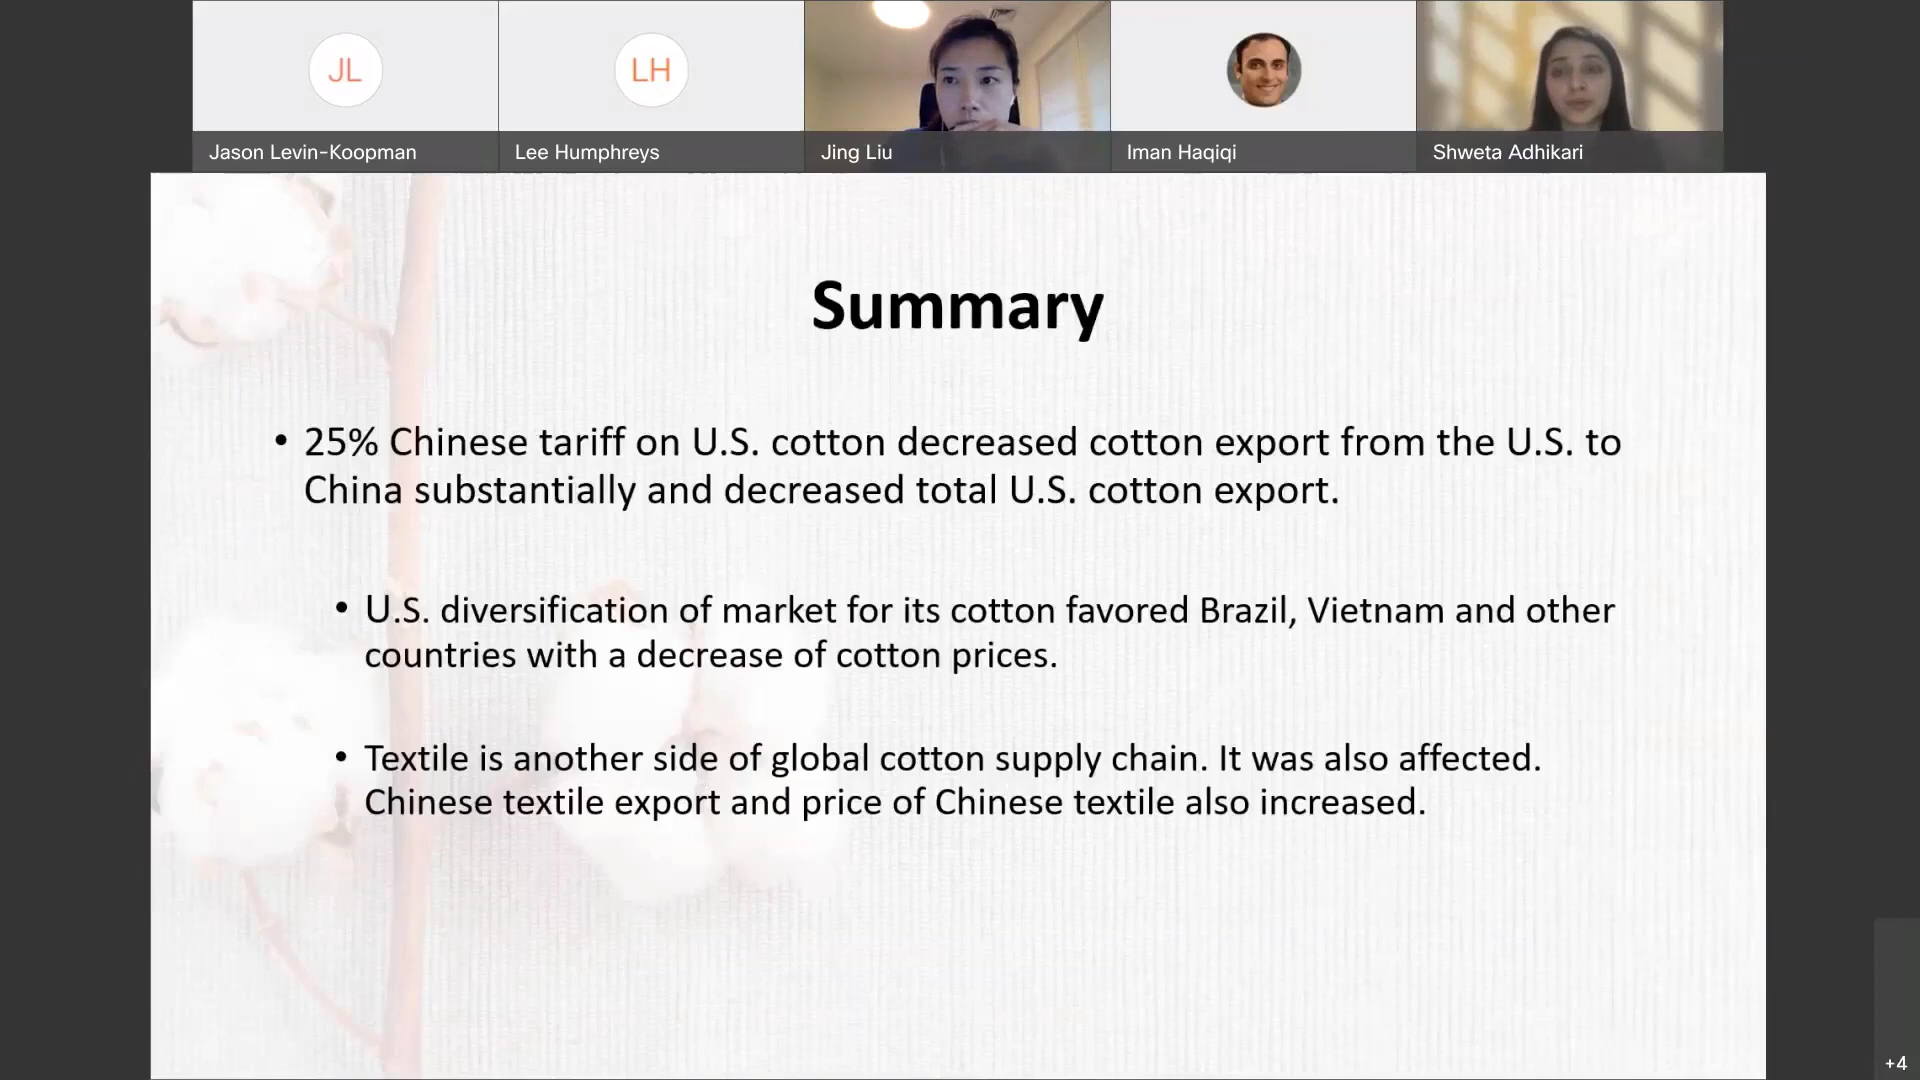 JL
LH
Jason Levin-Koopman
Lee Humphreys
Jing Liu
Iman Haqiqi
Shweta Adhikari
Summary
• 25% Chinese tariff on U.S. cotton decreased cotton export from the U.S. to
China substantially and decreased total U.S. cotton export.
• U.S. diversification of market for its cotton favored Brazil, Vietnam and other
countries with a decrease of cotton prices.
• Textile is another side of global cotton supply chain. It was also affected.
Chinese textile export and price of Chinese textile also increased.
+4